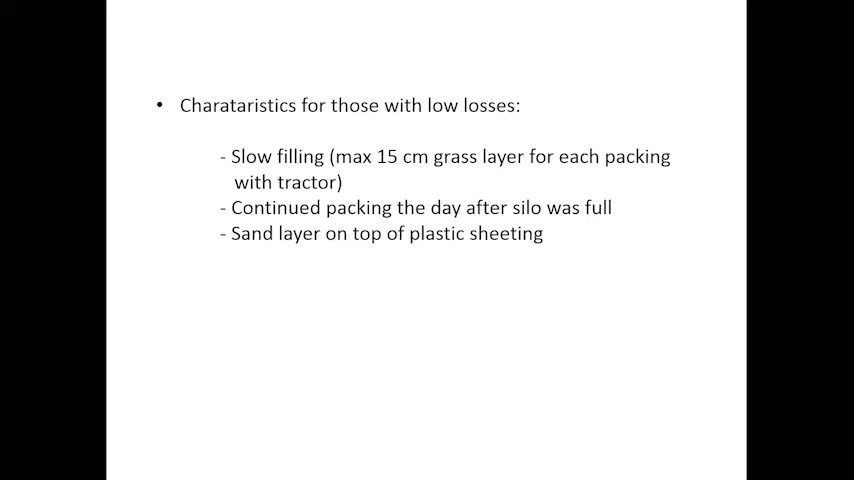 • Charataristics for those with low losses:
- Slow filling (max 15 cm grass layer for each packing
with tractor)
- Continued packing the day after silo was full
- Sand layer on top of plastic sheeting